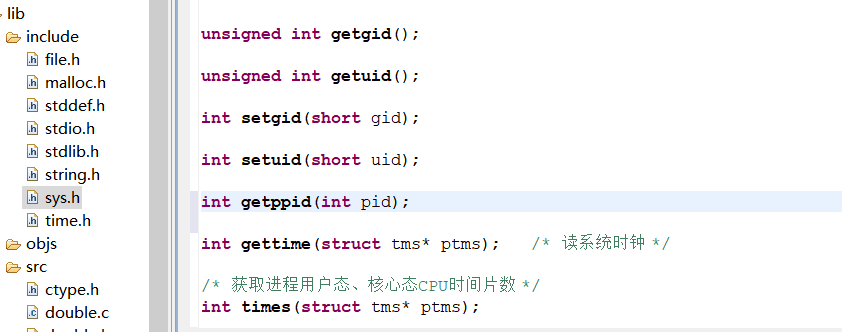 lib
include
file.h
malloc.h
stddef.h
stdio.h
stdlib.h
string.h
sys.h
time.h
objs
src
ctype.h
double.c
unsigned int getgid();
unsigned int getuid();
int setgid(short gid);
int setuid(short uid);
int getppid(int pid);
int gettime(struct tms* ptms);   /* 读系统时钟 */
/* 获取进程用户态、核心态CPU时间片数 */
int times(struct tms* ptms);